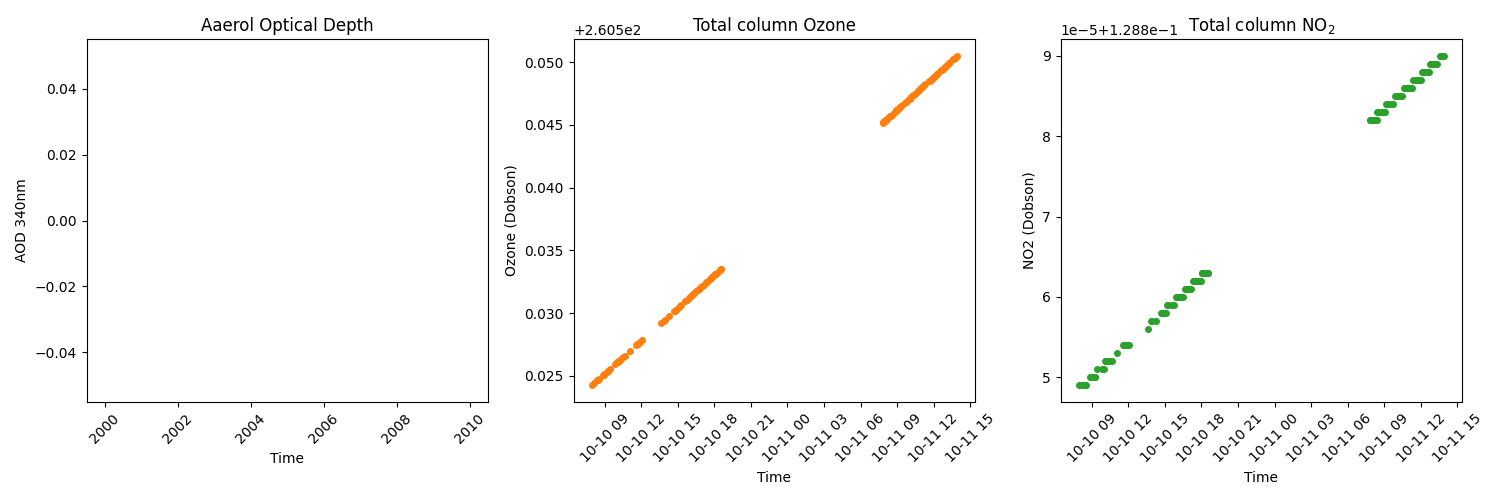 Aaerol Optical Depth
0.04
0.02
0.00
−0.02
−0.04
AOD 340nm
2000 2002 2004 2006 2008 2010
Time
Total column Ozone
+2.605e2
0.050
0.045
0.040
0.035
0.030
0.025
Ozone (Dobson)
10-10 09 10-10 12 10-10 15 10-10 18 10-10 21 10-11 00 10-11 03 10-11 06 10-11 09 10-11 12 10-11 15
Time
Total column NO₂
1e−5+1.288e−1
9
8
7
6
5
NO2 (Dobson)
10-10 09 10-10 12 10-10 15 10-10 18 10-10 21 10-11 00 10-11 03 10-11 06 10-11 09 10-11 12 10-11 15
Time